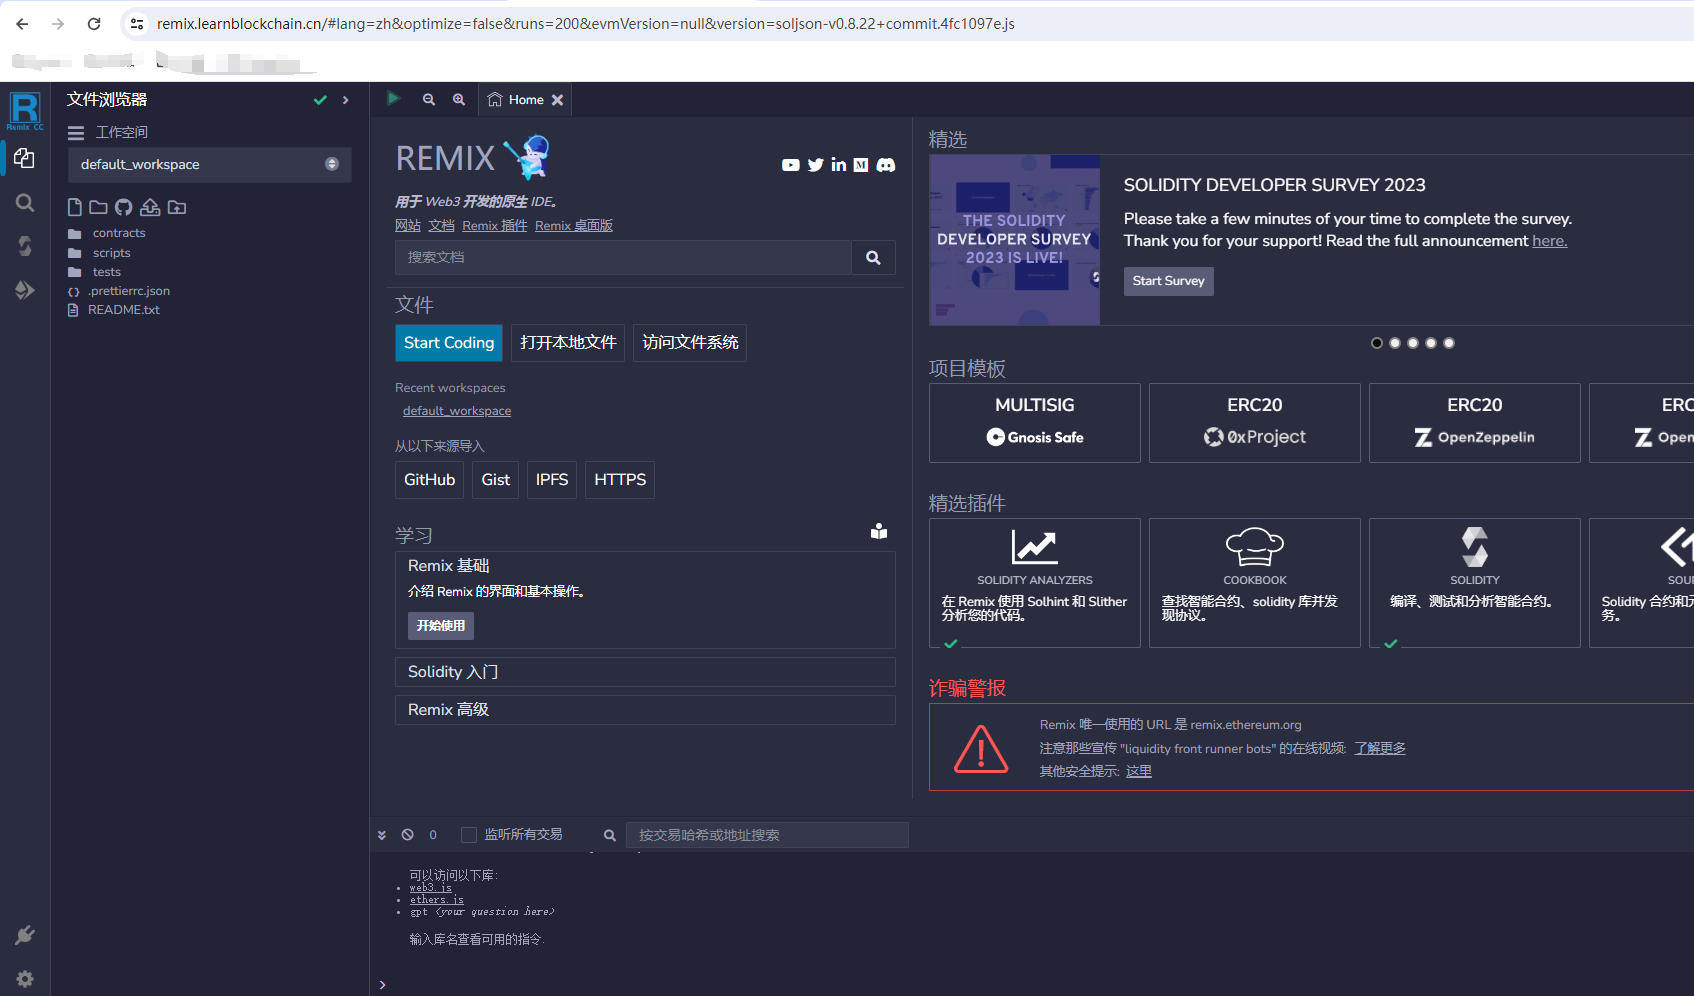 remix.learnblockchain.cn/#lang=zh&optimize=false&runs=200&evmVersion=null&version=soljson-v0.8.22+commit.4fc1097e.js
R
Remix CC
文件浏览器
工作空间
default_workspace
contracts
scripts
tests
.prettierrc.json
README.txt
Home
REMIX
用于 Web3 开发的原生 IDE。
网站 文档 Remix 插件 Remix 桌面版
搜索文档
文件
Start Coding 打开本地文件 访问文件系统
Recent workspaces
default_workspace
从以下来源导入
GitHub Gist IPFS HTTPS
学习
Remix 基础
介绍 Remix 的界面和基本操作。
开始使用
Solidity 入门
Remix 高级
精选
THE SOLIDITY
DEVELOPER SURVEY
2023 IS LIVE!
SOLIDITY DEVELOPER SURVEY 2023
Please take a few minutes of your time to complete the survey.
Thank you for your support! Read the full announcement here.
Start Survey
项目模板
MULTISIG
Gnosis Safe
ERC20
0xProject
ERC20
OpenZeppelin
ERC
Open
精选插件
SOLIDITY ANALYZERS
在 Remix 使用 Solhint 和 Slither
分析您的代码。
COOKBOOK
查找智能合约、solidity 库并发
现协议。
SOLIDITY
编译、测试和分析智能合约。
SOU
Solidity 合约和
务。
诈骗警报
Remix 唯一使用的 URL 是 remix.ethereum.org
注意那些宣传 "liquidity front runner bots" 的在线视频: 了解更多
其他安全提示: 这里
0 监听所有交易 按交易哈希或地址搜索
可以访问以下库:
• web3.js
• ethers.js
• gpt <your question here>
输入库名查看可用的指令.
>